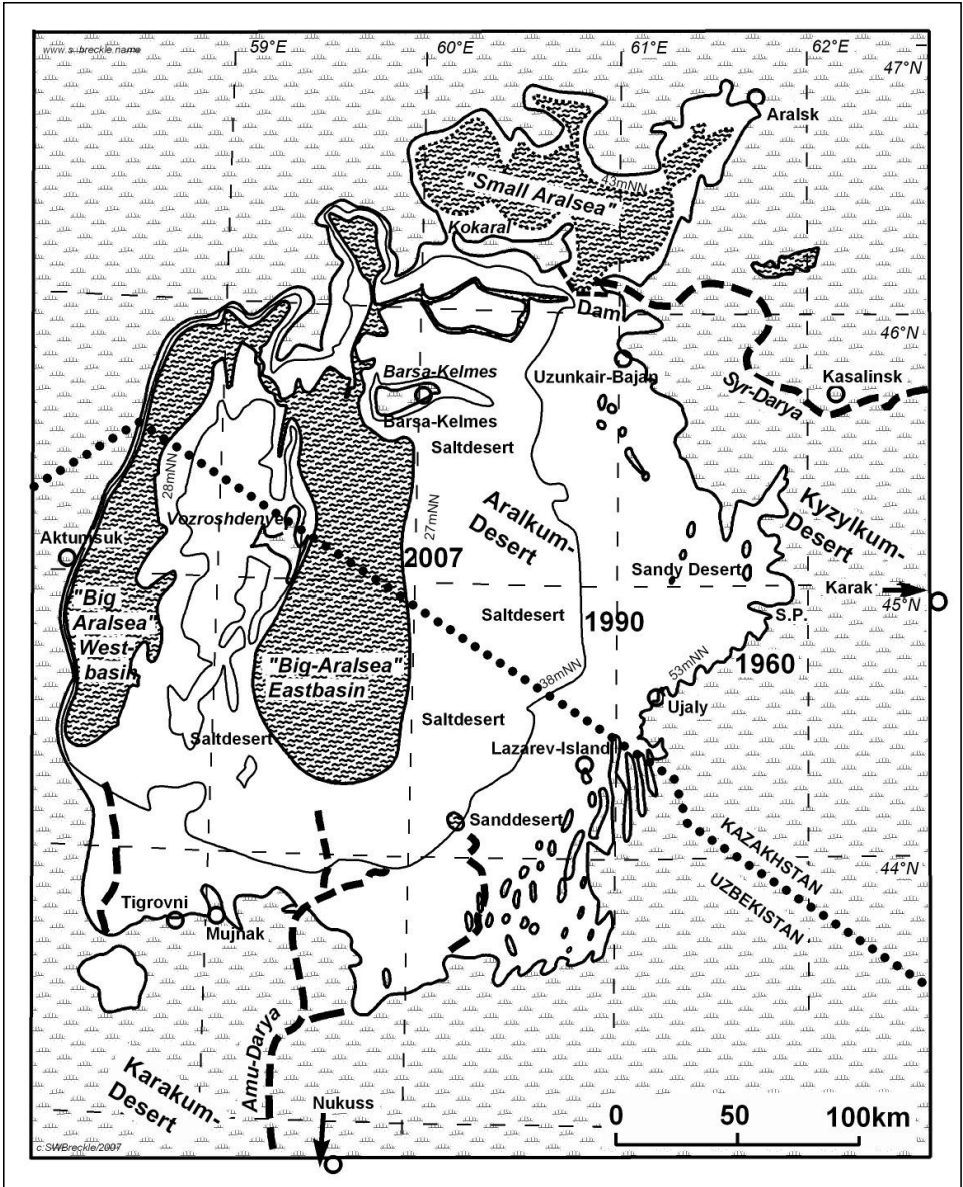 www.s-breckle.name
59°E
60°E
61°E
62°E
47°N
Aralsk
43mNN
"Small Aralsea"
Kokaral
Dam
46°N
Uzunkair-Bajan
Syr-Darya
Kasalinsk
Barsa-Kelmes
Barsa-Kelmes
Saltdesert
28mNN
Vozroshdenye
27mNN
Aralkum-
Desert
Kyzylkum-
Desert
Aktumsuk
2007
Sandy Desert
Karak
45°N
"Big
Aralsea"
West-
basin
Saltdesert
S.P.
1990
1960
"Big-Aralsea"
Eastbasin
38mNN
53mNN
Ujaly
Saltdesert
Saltdesert
Lazarev-Island
Sanddesert
KAZAKHSTAN
UZBEKISTAN
44°N
Tigrovni
Mujnak
Amu-Darya
Karakum-
Desert
Nukuss
0 50 100km
c.SWBreckle/2007